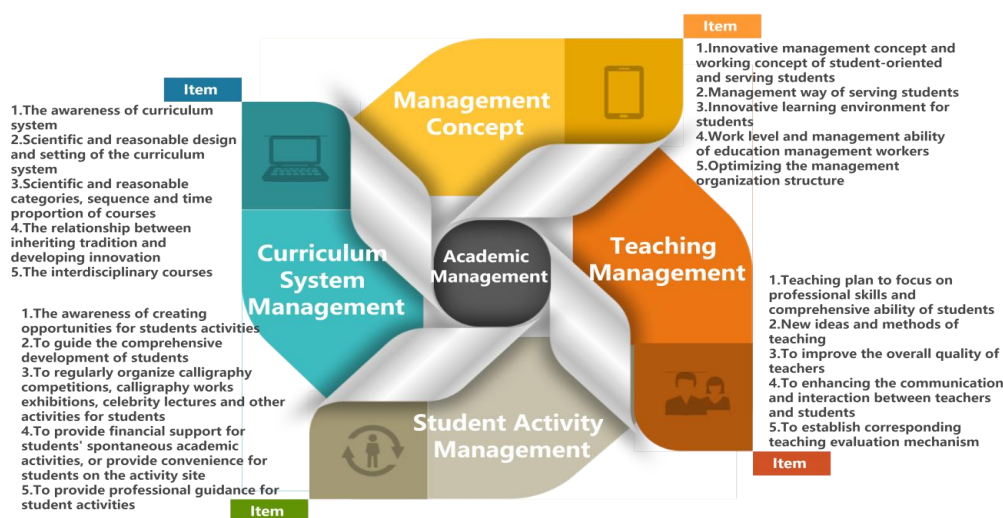 Item
1.Innovative management concept and
working concept of student-oriented
and serving students
2.Management way of serving students
3.Innovative learning environment for
students
4.Work level and management ability
of education management workers
5.Optimizing the management
organization structure
Item
1.The awareness of curriculum
system
2.Scientific and reasonable design
and setting of the curriculum
system
3.Scientific and reasonable
categories, sequence and time
proportion of courses
4.The relationship between
inheriting tradition and
developing innovation
5.The interdisciplinary courses
Management
Concept
Curriculum
System
Management
Academic
Management
Teaching
Management
Student Activity
Management
1.Teaching plan to focus on
professional skills and
comprehensive ability of students
2.New ideas and methods of
teaching
3.To improve the overall quality of
teachers
4.To enhancing the communication
and interaction between teachers
and students
5.To establish corresponding
teaching evaluation mechanism
Item
1.The awareness of creating
opportunities for students activities
2.To guide the comprehensive
development of students
3.To regularly organize calligraphy
competitions, calligraphy works
exhibitions, celebrity lectures and other
activities for students
4.To provide financial support for
students' spontaneous academic
activities, or provide convenience for
students on the activity site
5.To provide professional guidance for
student activities
Item